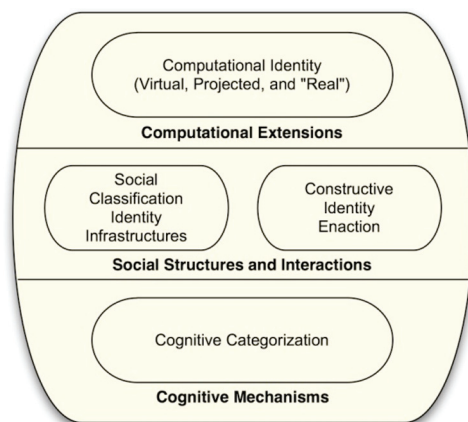 Computational Identity
(Virtual, Projected, and "Real")
Computational Extensions
Social
Classification
Identity
Infrastructures
Constructive
Identity
Enaction
Social Structures and Interactions
Cognitive Categorization
Cognitive Mechanisms